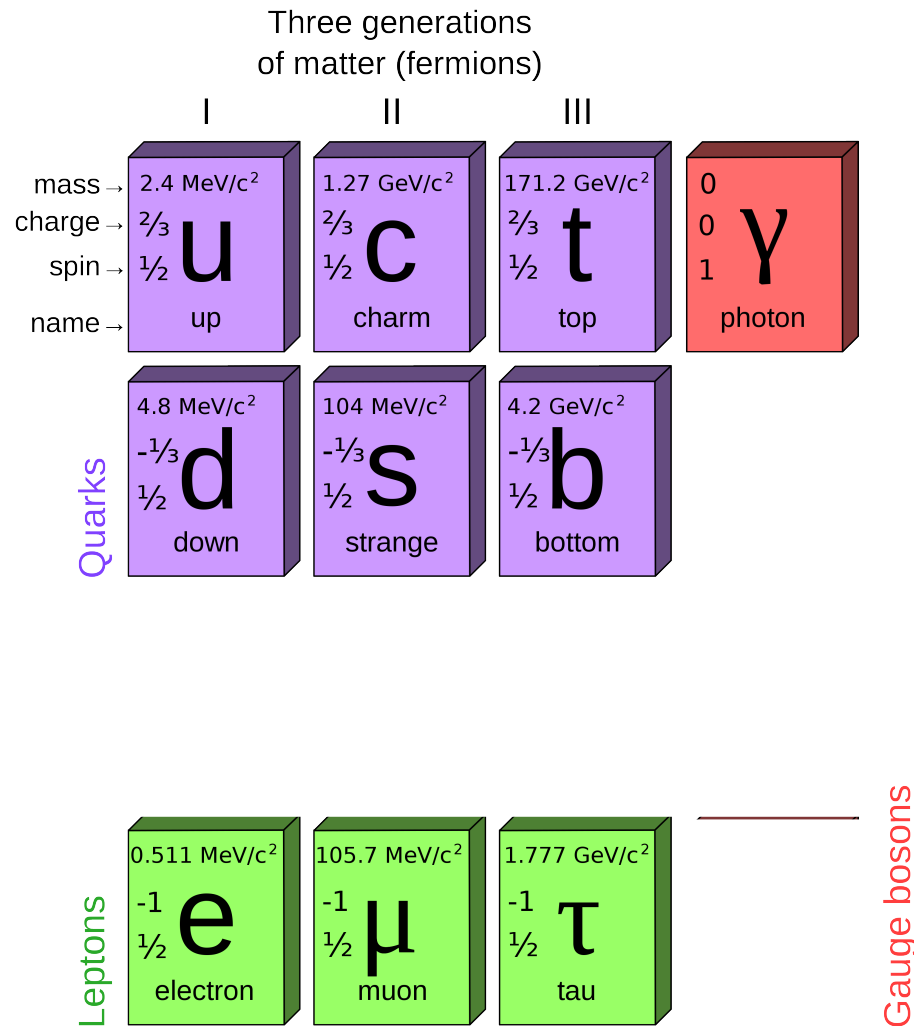 Three generations
of matter (fermions)
I II III
mass→ 2.4 MeV/c² 1.27 GeV/c² 171.2 GeV/c² 0
charge→ ⅔ ⅔ ⅔ 0
u c t γ
spin→ ½ ½ ½ 1
name→ up charm top photon
4.8 MeV/c² 104 MeV/c² 4.2 GeV/c²
-⅓ -⅓ -⅓
d s b
½ ½ ½
down strange bottom
Quarks
0.511 MeV/c² 105.7 MeV/c² 1.777 GeV/c²
-1 -1 -1
e μ τ
½ ½ ½
electron muon tau
Leptons
Gauge bosons